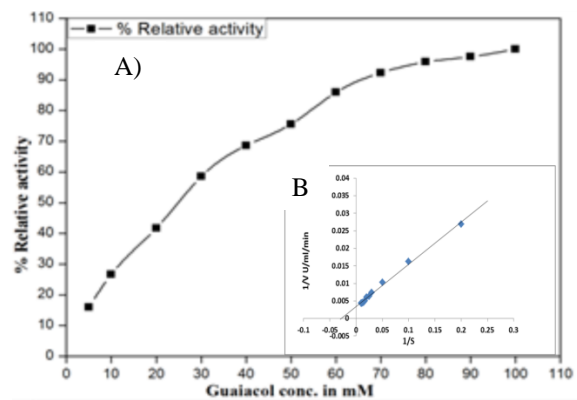 % Relative activity
A)
110
100
90
80
70
60
50
40
30
20
10
0
% Relative activity
0 10 20 30 40 50 60 70 80 90 100 110
Guaiacol conc. in mM
B
0.04
0.035
0.03
0.025
0.02
0.015
0.01
0.005
0
-0.005
1/V U/ml/min
-0.1 -0.05 0 0.05 0.1 0.15 0.2 0.25 0.3
1/S